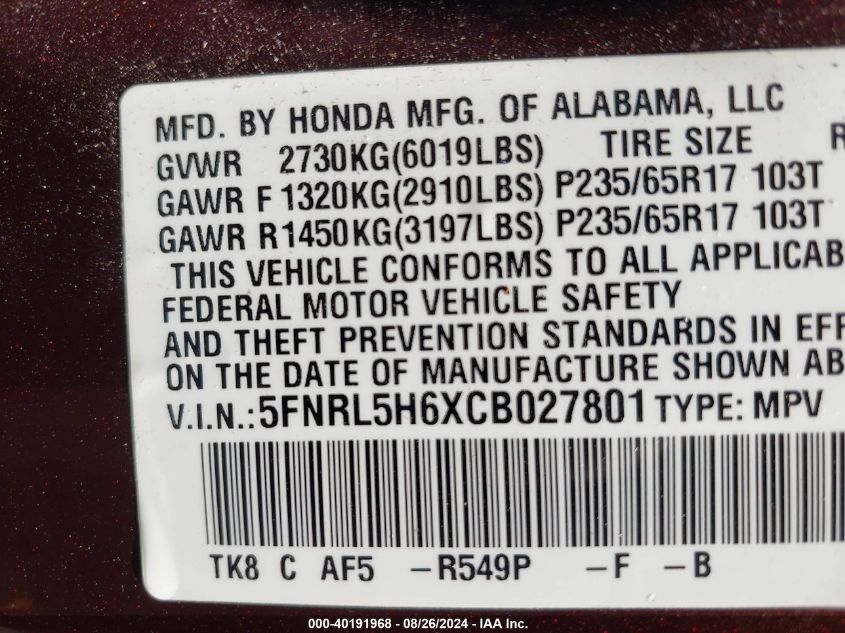 MFD. BY HONDA MFG. OF ALABAMA, LLC
GVWR 2730KG(6019LBS) TIRE SIZE R
GAWR F 1320KG(2910LBS) P235/65R17 103T
GAWR R1450KG(3197LBS) P235/65R17 103T
THIS VEHICLE CONFORMS TO ALL APPLICAB
FEDERAL MOTOR VEHICLE SAFETY
AND THEFT PREVENTION STANDARDS IN EFF
ON THE DATE OF MANUFACTURE SHOWN AB
V.I.N.:5FNRL5H6XCB027801 TYPE: MPV
TK8 C AF5 -R549P -F -B
000-40191968 - 08/26/2024 - IAA Inc.